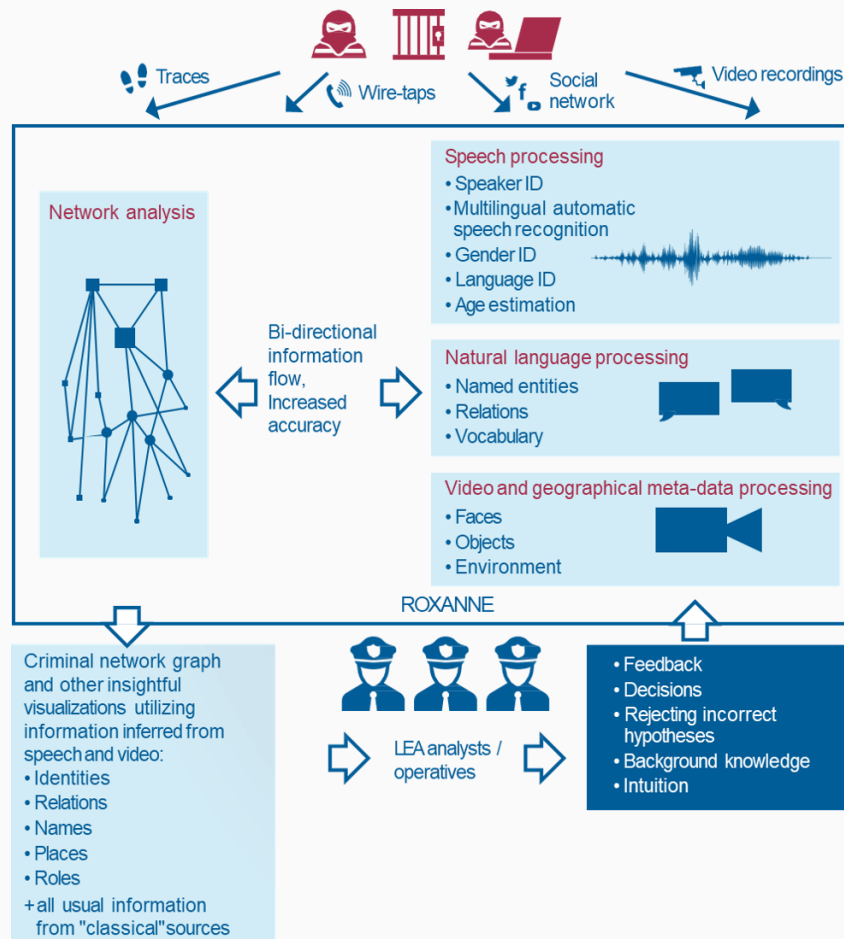 Traces
Wire-taps
Social
network
Video recordings
Network analysis
Bi-directional
information
flow,
Increased
accuracy
Speech processing
• Speaker ID
• Multilingual automatic
speech recognition
• Gender ID
• Language ID
• Age estimation
Natural language processing
• Named entities
• Relations
• Vocabulary
Video and geographical meta-data processing
• Faces
• Objects
• Environment
ROXANNE
Criminal network graph
and other insightful
visualizations utilizing
information inferred from
speech and video:
• Identities
• Relations
• Names
• Places
• Roles
+ all usual information
from "classical" sources
LEA analysts /
operatives
• Feedback
• Decisions
• Rejecting incorrect
hypotheses
• Background knowledge
• Intuition